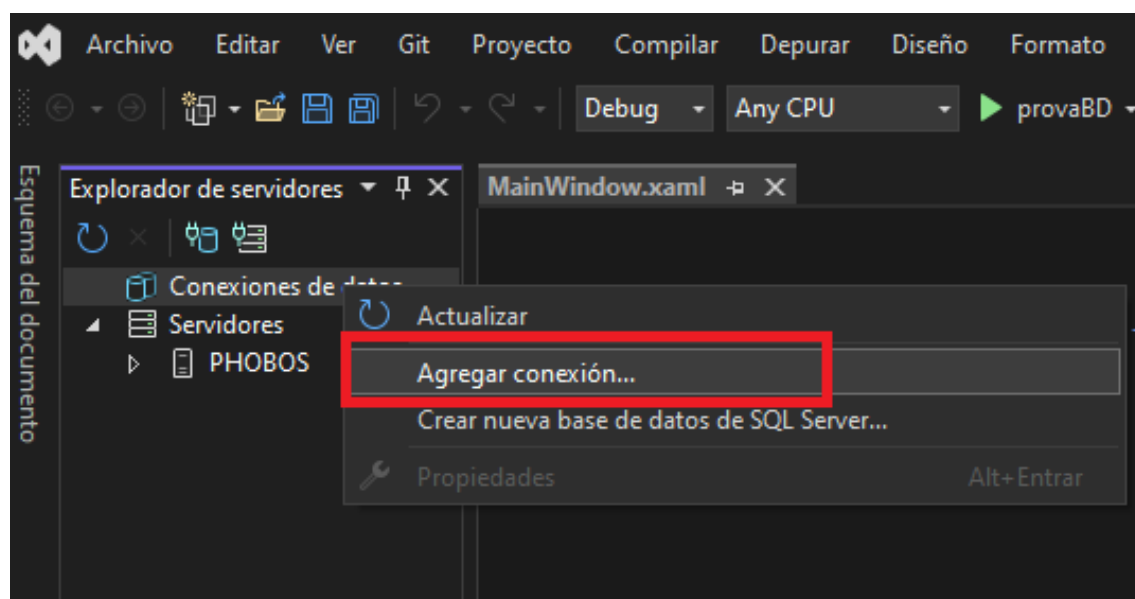 Archivo Editar Ver Git Proyecto Compilar Depurar Diseño Formato
Debug Any CPU provaBD
Esquema del documento
Explorador de servidores
MainWindow.xaml
Conexiones de datos
Servidores
PHOBOS
Actualizar
Agregar conexión...
Crear nueva base de datos de SQL Server...
Propiedades Alt+Entrar